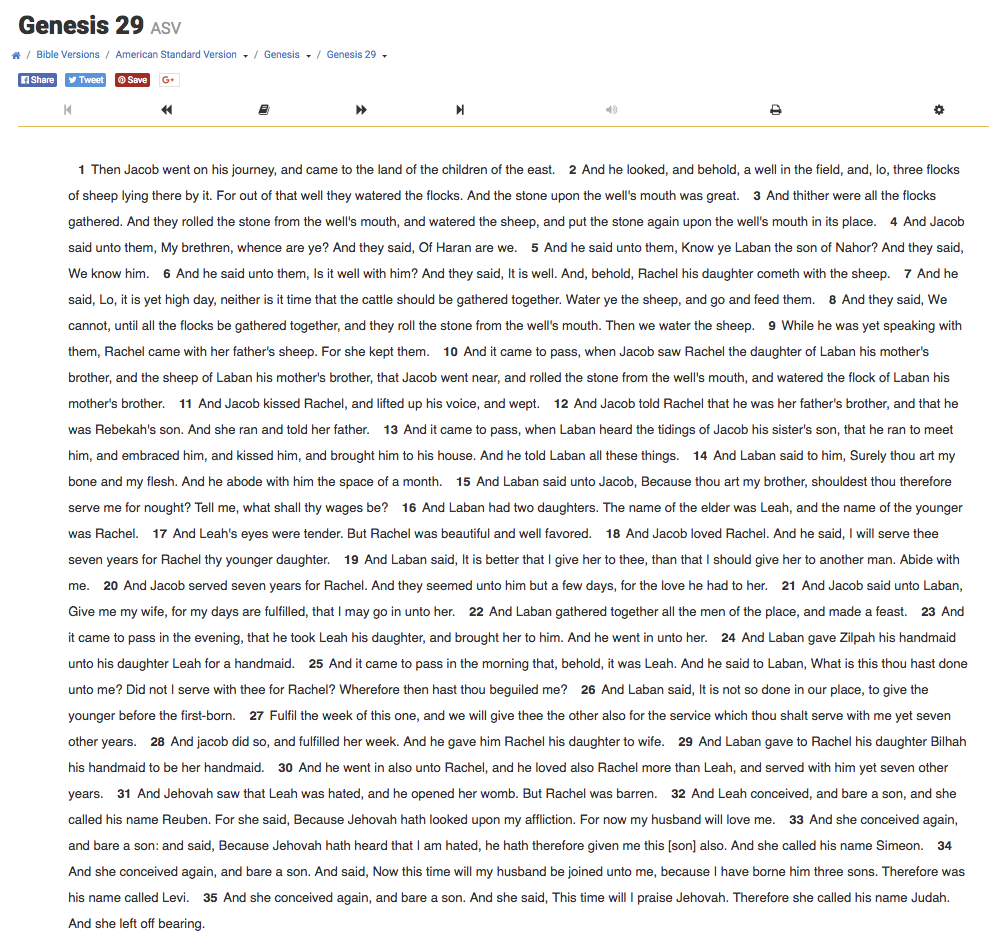 Genesis 29 ASV
/ Bible Versions / American Standard Version / Genesis / Genesis 29
Share Tweet Save G+
1 Then Jacob went on his journey, and came to the land of the children of the east. 2 And he looked, and behold, a well in the field, and, lo, three flocks
of sheep lying there by it. For out of that well they watered the flocks. And the stone upon the well's mouth was great. 3 And thither were all the flocks
gathered. And they rolled the stone from the well's mouth, and watered the sheep, and put the stone again upon the well's mouth in its place. 4 And Jacob
said unto them, My brethren, whence are ye? And they said, Of Haran are we. 5 And he said unto them, Know ye Laban the son of Nahor? And they said,
We know him. 6 And he said unto them, Is it well with him? And they said, It is well. And, behold, Rachel his daughter cometh with the sheep. 7 And he
said, Lo, it is yet high day, neither is it time that the cattle should be gathered together. Water ye the sheep, and go and feed them. 8 And they said, We
cannot, until all the flocks be gathered together, and they roll the stone from the well's mouth. Then we water the sheep. 9 While he was yet speaking with
them, Rachel came with her father's sheep. For she kept them. 10 And it came to pass, when Jacob saw Rachel the daughter of Laban his mother's
brother, and the sheep of Laban his mother's brother, that Jacob went near, and rolled the stone from the well's mouth, and watered the flock of Laban his
mother's brother. 11 And Jacob kissed Rachel, and lifted up his voice, and wept. 12 And Jacob told Rachel that he was her father's brother, and that he
was Rebekah's son. And she ran and told her father. 13 And it came to pass, when Laban heard the tidings of Jacob his sister's son, that he ran to meet
him, and embraced him, and kissed him, and brought him to his house. And he told Laban all these things. 14 And Laban said to him, Surely thou art my
bone and my flesh. And he abode with him the space of a month. 15 And Laban said unto Jacob, Because thou art my brother, shouldest thou therefore
serve me for nought? Tell me, what shall thy wages be? 16 And Laban had two daughters. The name of the elder was Leah, and the name of the younger
was Rachel. 17 And Leah's eyes were tender. But Rachel was beautiful and well favored. 18 And Jacob loved Rachel. And he said, I will serve thee
seven years for Rachel thy younger daughter. 19 And Laban said, It is better that I give her to thee, than that I should give her to another man. Abide with
me. 20 And Jacob served seven years for Rachel. And they seemed unto him but a few days, for the love he had to her. 21 And Jacob said unto Laban,
Give me my wife, for my days are fulfilled, that I may go in unto her. 22 And Laban gathered together all the men of the place, and made a feast. 23 And
it came to pass in the evening, that he took Leah his daughter, and brought her to him. And he went in unto her. 24 And Laban gave Zilpah his handmaid
unto his daughter Leah for a handmaid. 25 And it came to pass in the morning that, behold, it was Leah. And he said to Laban, What is this thou hast done
unto me? Did not I serve with thee for Rachel? Wherefore then hast thou beguiled me? 26 And Laban said, It is not so done in our place, to give the
younger before the first-born. 27 Fulfil the week of this one, and we will give thee the other also for the service which thou shalt serve with me yet seven
other years. 28 And jacob did so, and fulfilled her week. And he gave him Rachel his daughter to wife. 29 And Laban gave to Rachel his daughter Bilhah
his handmaid to be her handmaid. 30 And he went in also unto Rachel, and he loved also Rachel more than Leah, and served with him yet seven other
years. 31 And Jehovah saw that Leah was hated, and he opened her womb. But Rachel was barren. 32 And Leah conceived, and bare a son, and she
called his name Reuben. For she said, Because Jehovah hath looked upon my affliction. For now my husband will love me. 33 And she conceived again,
and bare a son: and said, Because Jehovah hath heard that I am hated, he hath therefore given me this [son] also. And she called his name Simeon. 34
And she conceived again, and bare a son. And said, Now this time will my husband be joined unto me, because I have borne him three sons. Therefore was
his name called Levi. 35 And she conceived again, and bare a son. And she said, This time will I praise Jehovah. Therefore she called his name Judah.
And she left off bearing.